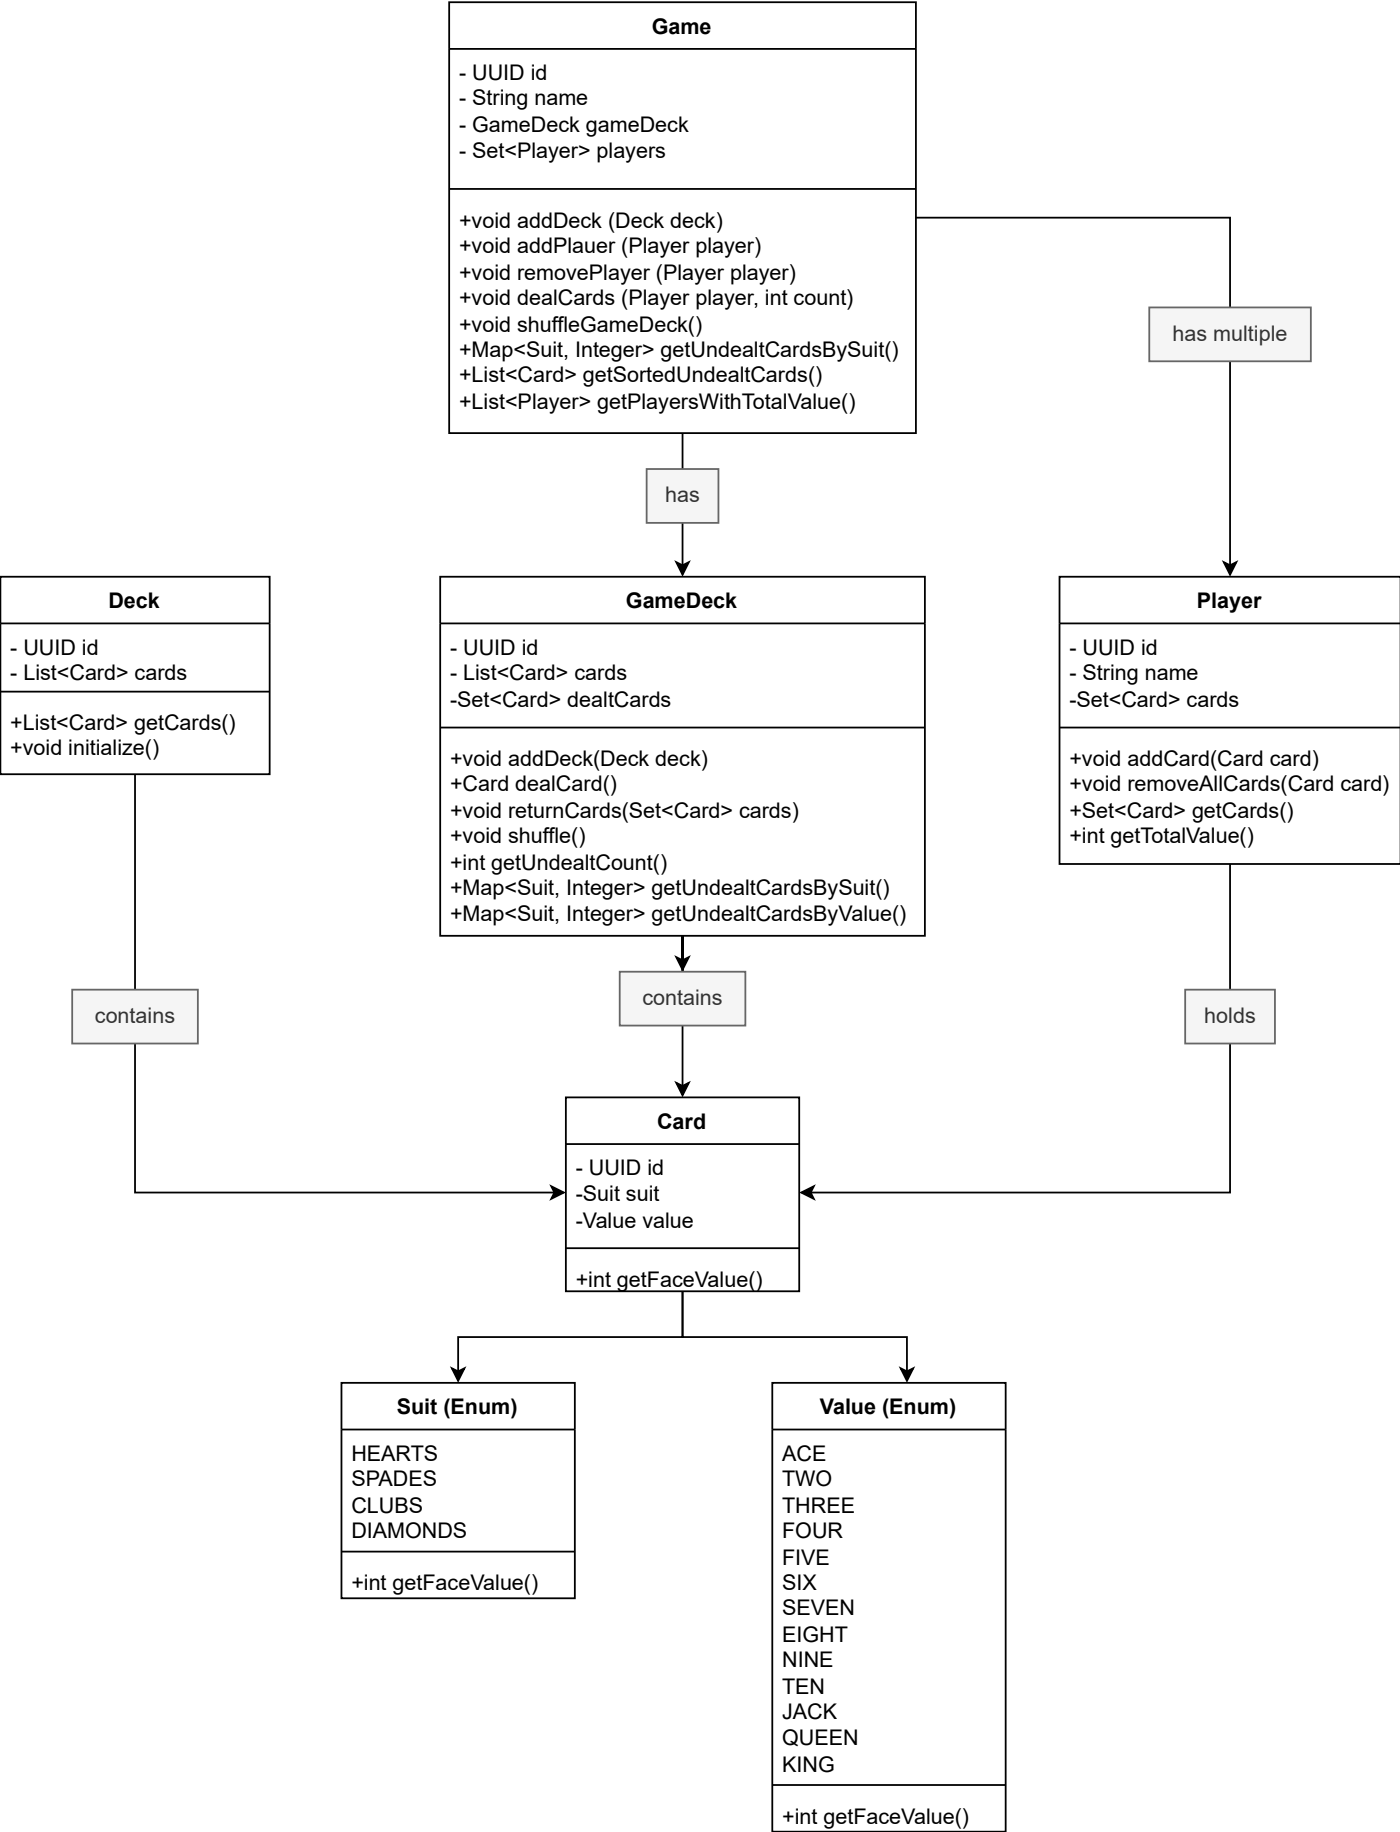 Game
- UUID id
- String name
- GameDeck gameDeck
- Set<Player> players
+void addDeck (Deck deck)
+void addPlauer (Player player)
+void removePlayer (Player player)
+void dealCards (Player player, int count)
+void shuffleGameDeck()
+Map<Suit, Integer> getUndealtCardsBySuit()
+List<Card> getSortedUndealtCards()
+List<Player> getPlayersWithTotalValue()
has multiple
has
Deck
- UUID id
- List<Card> cards
+List<Card> getCards()
+void initialize()
GameDeck
- UUID id
- List<Card> cards
-Set<Card> dealtCards
+void addDeck(Deck deck)
+Card dealCard()
+void returnCards(Set<Card> cards)
+void shuffle()
+int getUndealtCount()
+Map<Suit, Integer> getUndealtCardsBySuit()
+Map<Suit, Integer> getUndealtCardsByValue()
Player
- UUID id
- String name
-Set<Card> cards
+void addCard(Card card)
+void removeAllCards(Card card)
+Set<Card> getCards()
+int getTotalValue()
contains
contains
holds
Card
- UUID id
-Suit suit
-Value value
+int getFaceValue()
Suit (Enum)
HEARTS
SPADES
CLUBS
DIAMONDS
+int getFaceValue()
Value (Enum)
ACE
TWO
THREE
FOUR
FIVE
SIX
SEVEN
EIGHT
NINE
TEN
JACK
QUEEN
KING
+int getFaceValue()